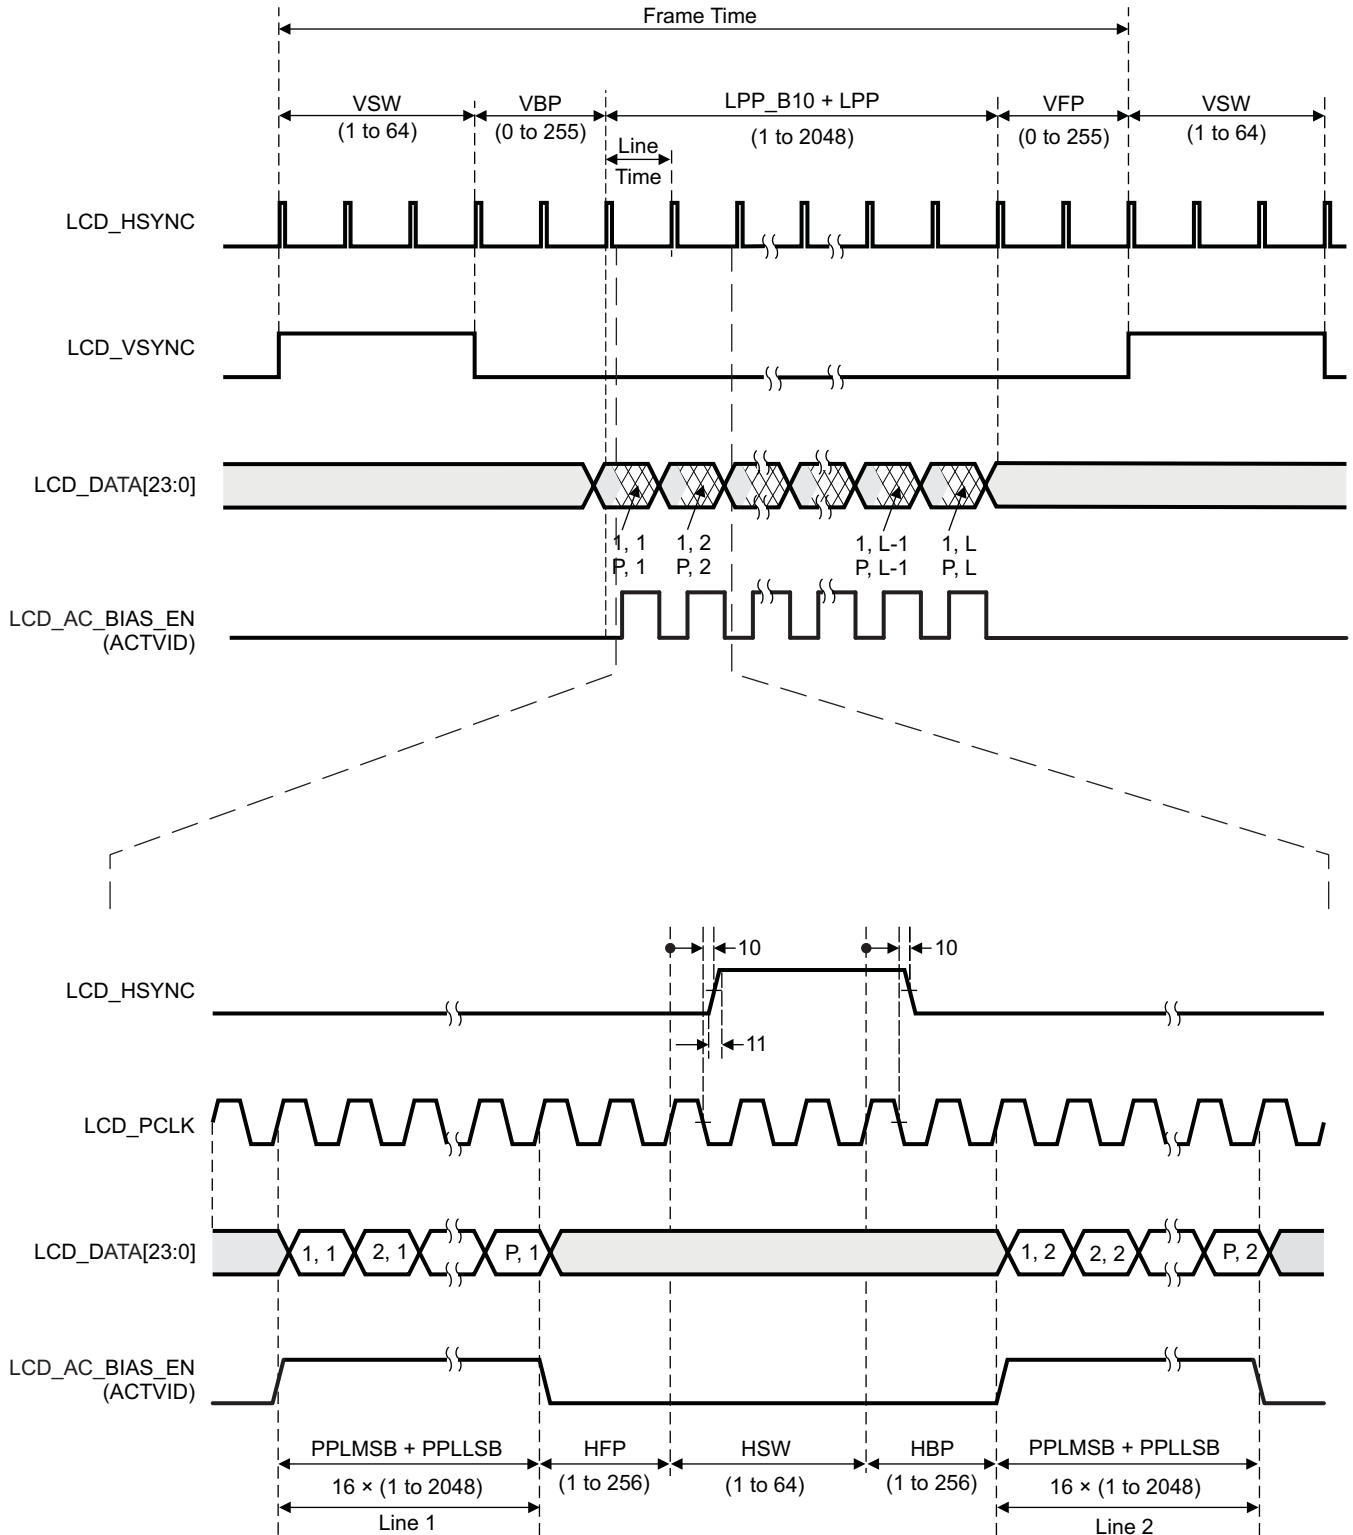 Frame Time
VSW
(1 to 64)
VBP
(0 to 255)
LPP_B10 + LPP
(1 to 2048)
VFP
(0 to 255)
VSW
(1 to 64)
Line
Time
LCD_HSYNC
LCD_VSYNC
LCD_DATA[23:0]
1, 1
P, 1
1, 2
P, 2
1, L-1
P, L-1
1, L
P, L
LCD_AC_BIAS_EN
(ACTVID)
10
10
LCD_HSYNC
11
LCD_PCLK
LCD_DATA[23:0]
1, 1
2, 1
P, 1
1, 2
2, 2
P, 2
LCD_AC_BIAS_EN
(ACTVID)
PPLMSB + PPLLSB
16 × (1 to 2048)
Line 1
HFP
(1 to 256)
HSW
(1 to 64)
HBP
(1 to 256)
PPLMSB + PPLLSB
16 × (1 to 2048)
Line 2